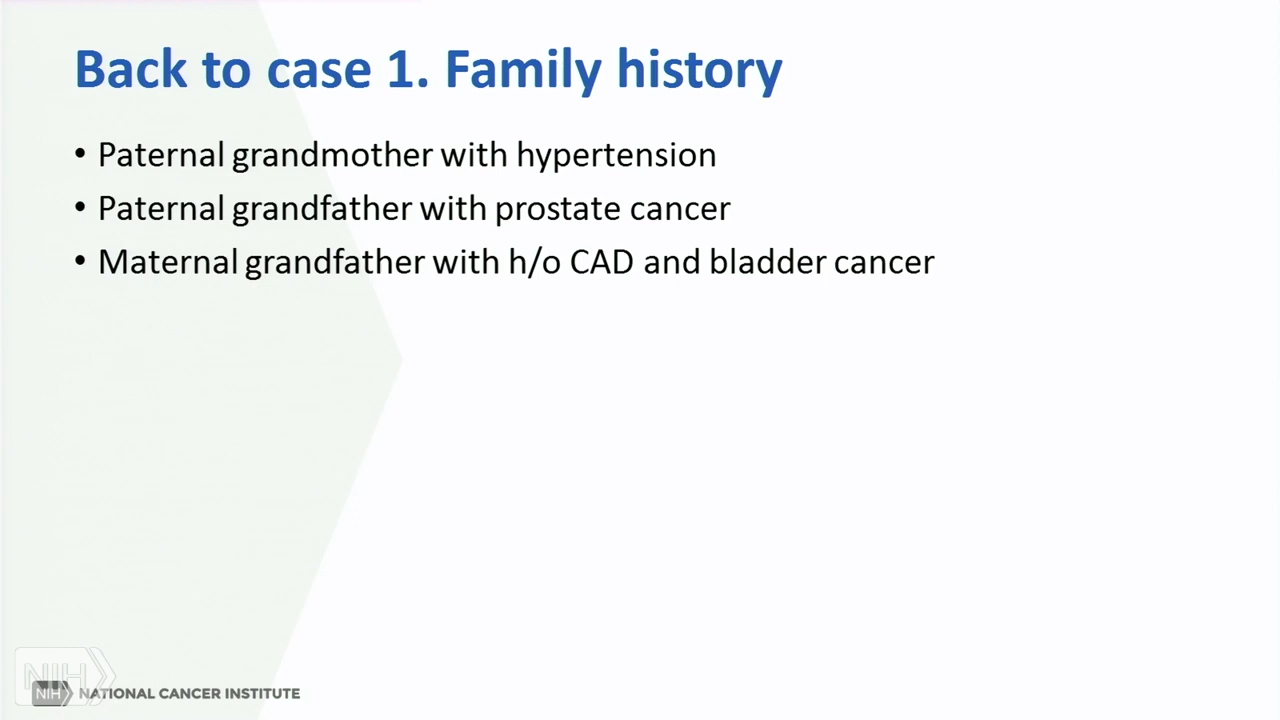 Back to case 1. Family history
• Paternal grandmother with hypertension
• Paternal grandfather with prostate cancer
• Maternal grandfather with h/o CAD and bladder cancer
NIH
NIH NATIONAL CANCER INSTITUTE